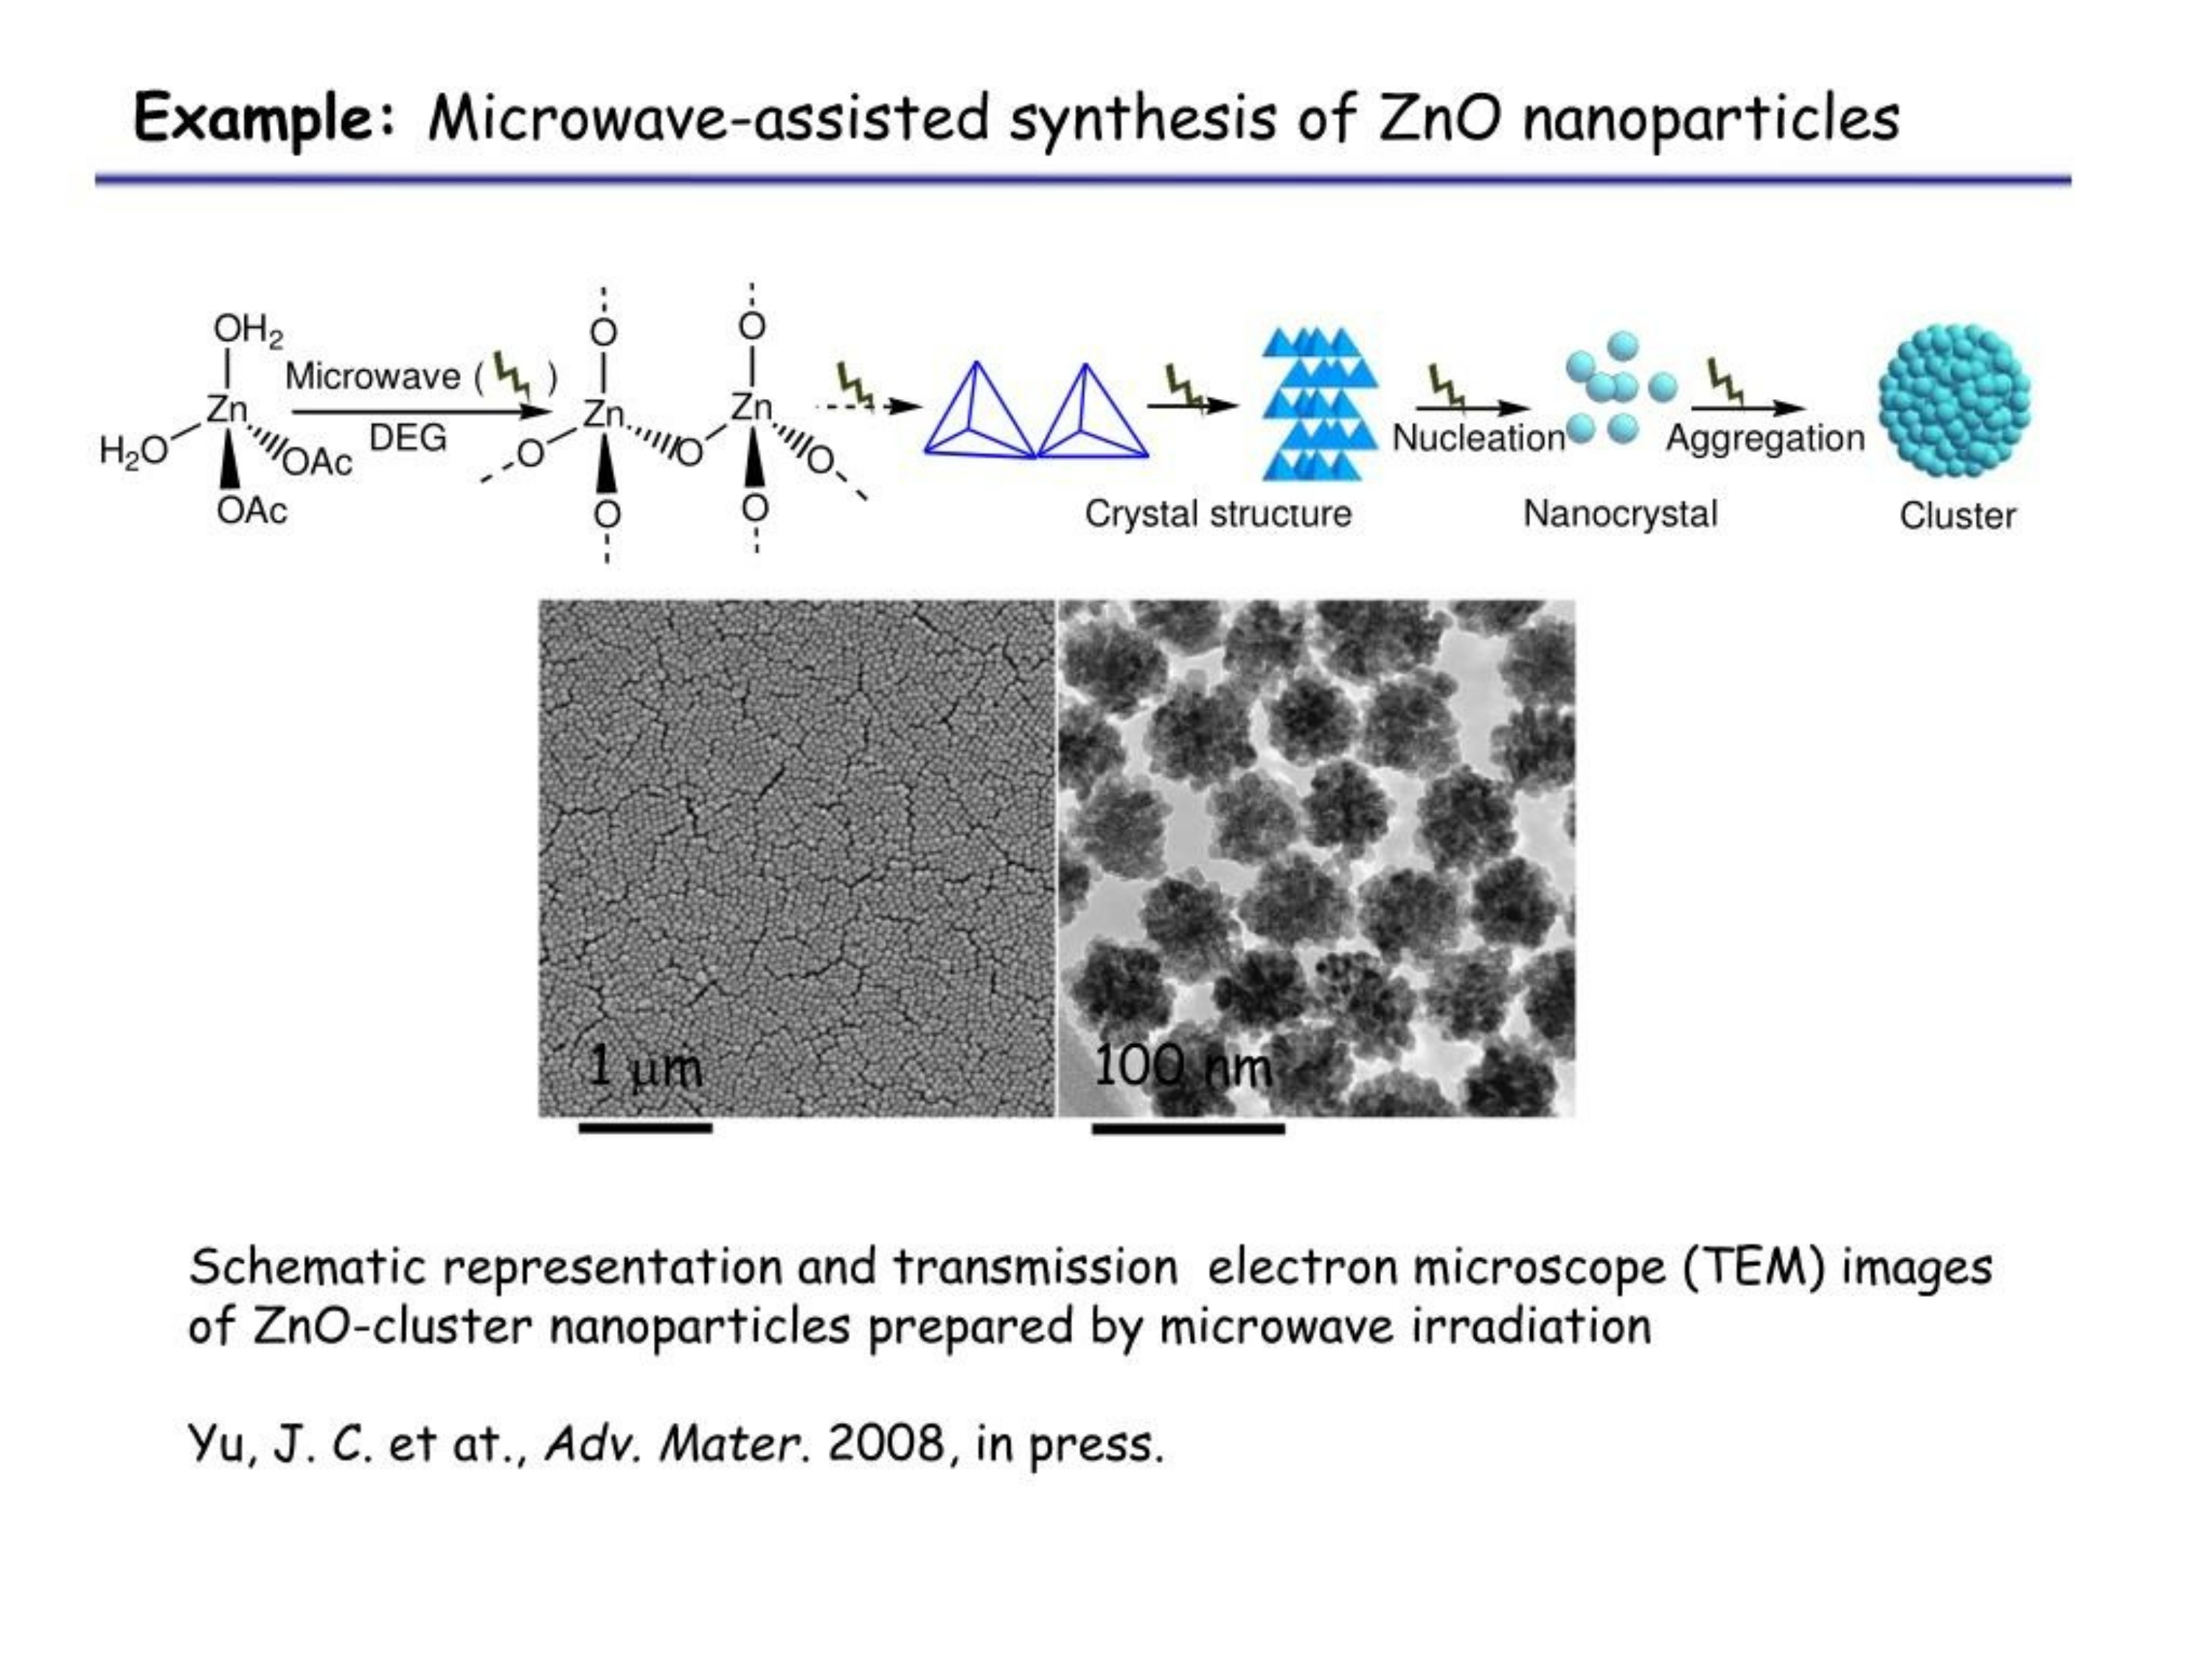 Example: Microwave-assisted synthesis of ZnO nanoparticles
OH2
Zn
H2O
OAc
OAc
Microwave ( )
DEG
O
O
Zn
Zn
O
O
O
O
O
Nucleation
Aggregation
Crystal structure
Nanocrystal
Cluster
1 μm
100 nm
Schematic representation and transmission electron microscope (TEM) images
of ZnO-cluster nanoparticles prepared by microwave irradiation
Yu, J. C. et at., Adv. Mater. 2008, in press.